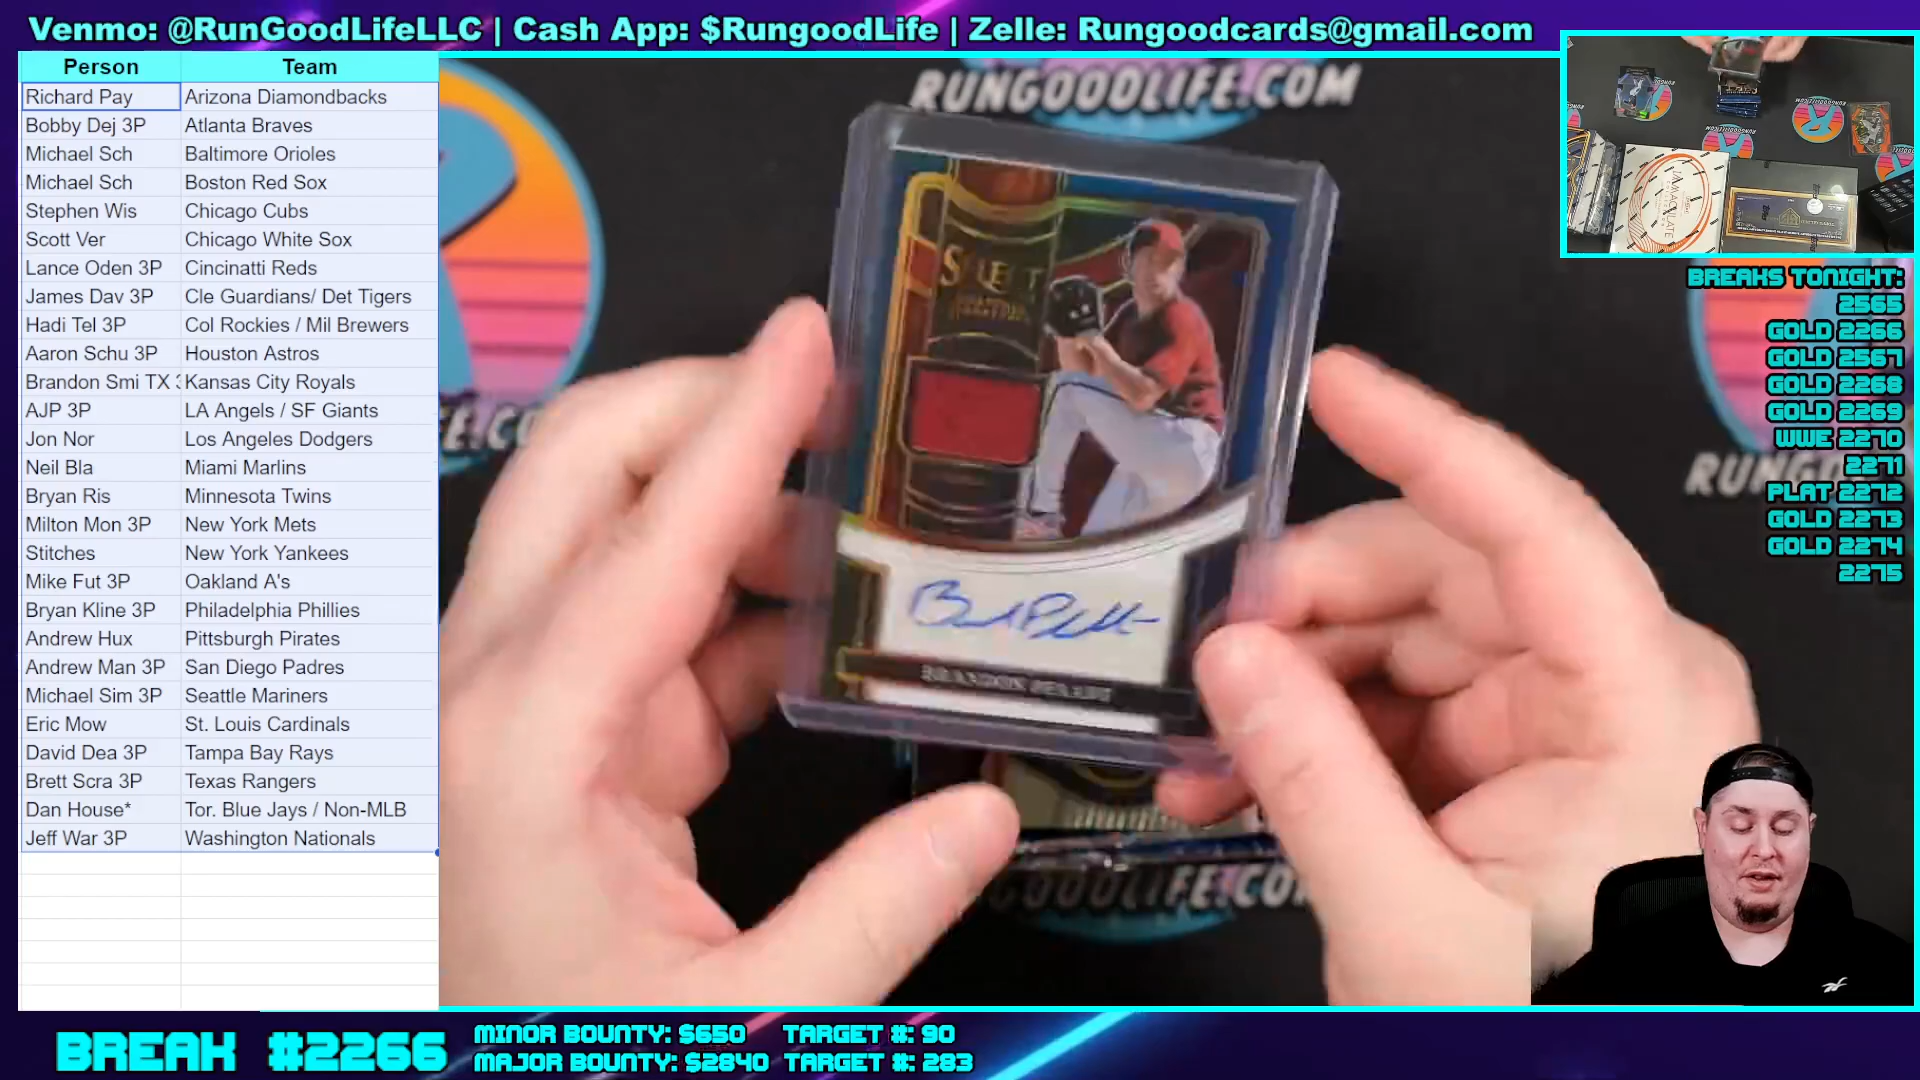 Venmo: @RunGoodLifeLLC | Cash App: $RungoodLife | Zelle: Rungoodcards@gmail.com
Person Team
Richard Pay Arizona Diamondbacks
Bobby Dej 3P Atlanta Braves
Michael Sch Baltimore Orioles
Michael Sch Boston Red Sox
Stephen Wis Chicago Cubs
Scott Ver Chicago White Sox
Lance Oden 3P Cincinatti Reds
James Dav 3P Cle Guardians/ Det Tigers
Hadi Tel 3P Col Rockies / Mil Brewers
Aaron Schu 3P Houston Astros
Brandon Smi TX Kansas City Royals
AJP 3P LA Angels / SF Giants
Jon Nor Los Angeles Dodgers
Neil Bla Miami Marlins
Bryan Ris Minnesota Twins
Milton Mon 3P New York Mets
Stitches New York Yankees
Mike Fut 3P Oakland A's
Bryan Kline 3P Philadelphia Phillies
Andrew Hux Pittsburgh Pirates
Andrew Man 3P San Diego Padres
Michael Sim 3P Seattle Mariners
Eric Mow St. Louis Cardinals
David Dea 3P Tampa Bay Rays
Brett Scra 3P Texas Rangers
Dan House* Tor. Blue Jays / Non-MLB
Jeff War 3P Washington Nationals
RUNGOODLIFE.COM
SELECT
BRANDON
IMMACULATE
BREAKS TONIGHT:
2565
GOLD 2266
GOLD 2567
GOLD 2268
GOLD 2269
WWE 2270
2271
PLAT 2272
GOLD 2273
GOLD 2274
2275
BREAK #2266
MINOR BOUNTY: $650 TARGET #: 90
MAJOR BOUNTY: $2840 TARGET #: 283